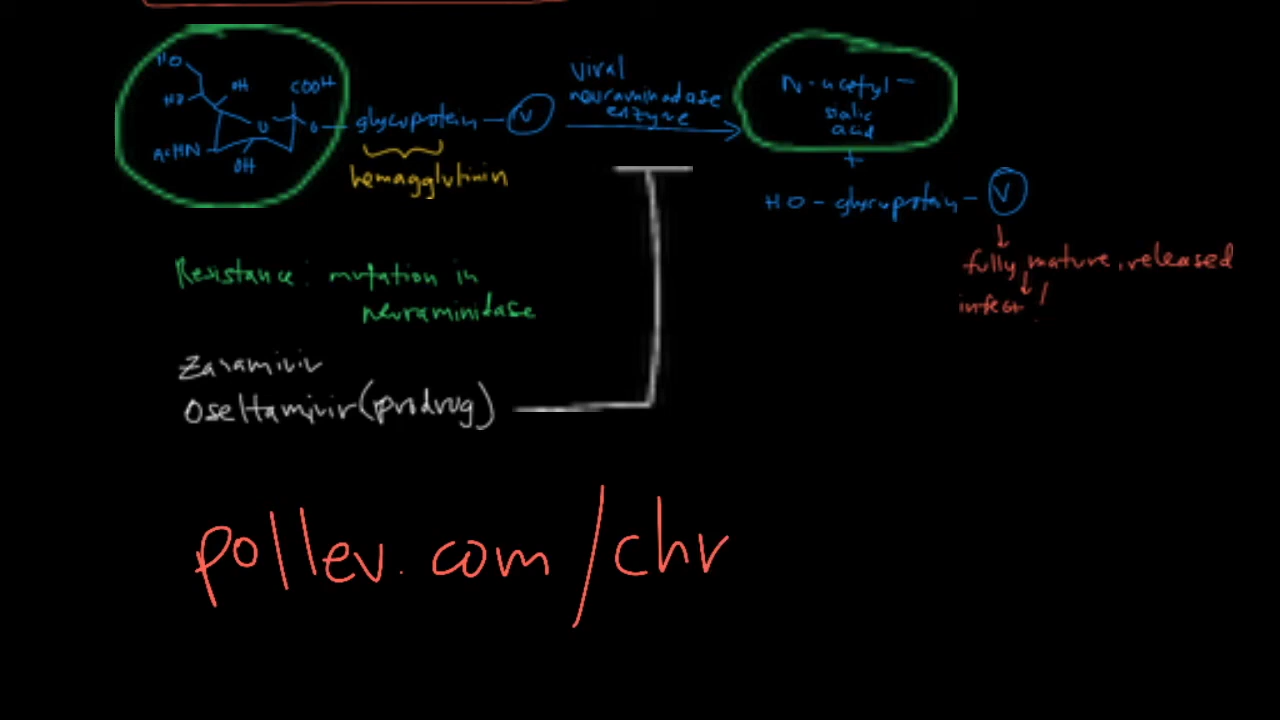 HO
OH
COOH
HO
O
O
AcHN
OH
glycoprotein - V
hemagglutinin
viral
neuraminadase
enzyme
N-acetyl-
sialic
acid
+
HO - glycoprotein - V
fully mature, released
infect!
Resistance: mutation in
neuraminidase
Zanamivir
Oseltamivir (prodrug)
pollev.com/chr